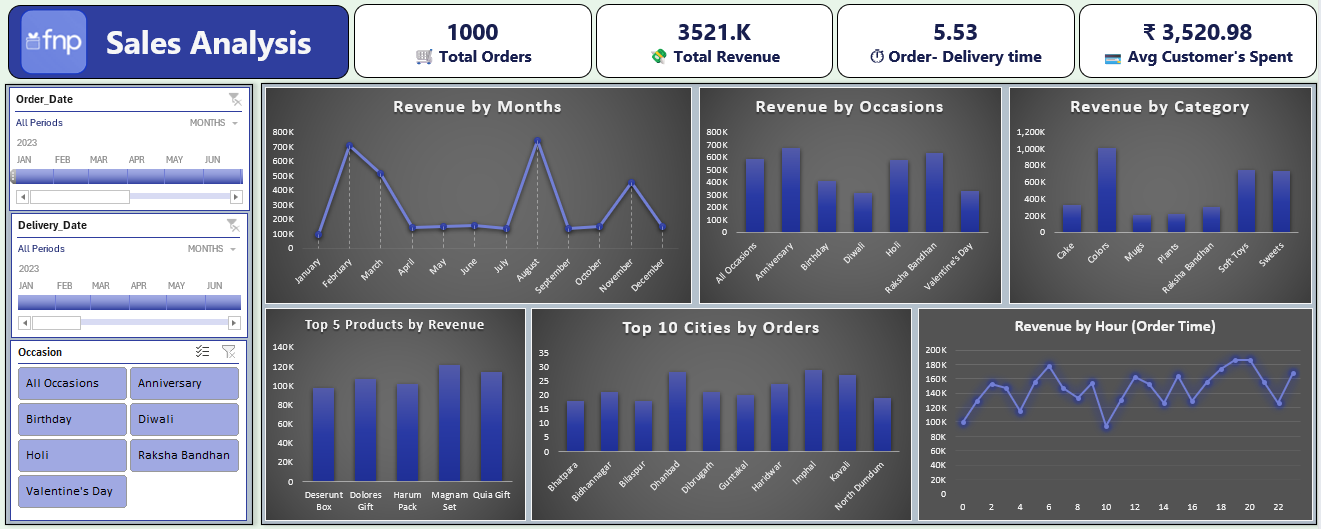 fnp
Sales Analysis
1000
Total Orders
3521.K
Total Revenue
5.53
Order- Delivery time
₹ 3,520.98
Avg Customer's Spent
Order_Date
All Periods
MONTHS
2023
JAN FEB MAR APR MAY JUN
Delivery_Date
All Periods
MONTHS
2023
JAN FEB MAR APR MAY JUN
Occasion
All Occasions
Anniversary
Birthday
Diwali
Holi
Raksha Bandhan
Valentine's Day
Revenue by Months
800K
700K
600K
500K
400K
300K
200K
100K
0
January February March April May June July August September October November December
Revenue by Occasions
800K
700K
600K
500K
400K
300K
200K
100K
0
All Occasions Anniversary Birthday Diwali Holi Raksha Bandhan Valentine's Day
Revenue by Category
1,200K
1,000K
800K
600K
400K
200K
0
Cake Colors Mugs Plants Raksha Bandhan Soft Toys Sweets
Top 5 Products by Revenue
140K
120K
100K
80K
60K
40K
20K
0
Deserunt Box
Dolores Gift
Harum Pack
Magnam Set
Quia Gift
Top 10 Cities by Orders
35
30
25
20
15
10
5
0
Bhatpara Bidhannagar Bilaspur Dhanbad Dibrugarh Guntakal Haridwar Imphal Kavali North Dumdum
Revenue by Hour (Order Time)
200K
180K
160K
140K
120K
100K
80K
60K
40K
20K
0
0 2 4 6 8 10 12 14 16 18 20 22